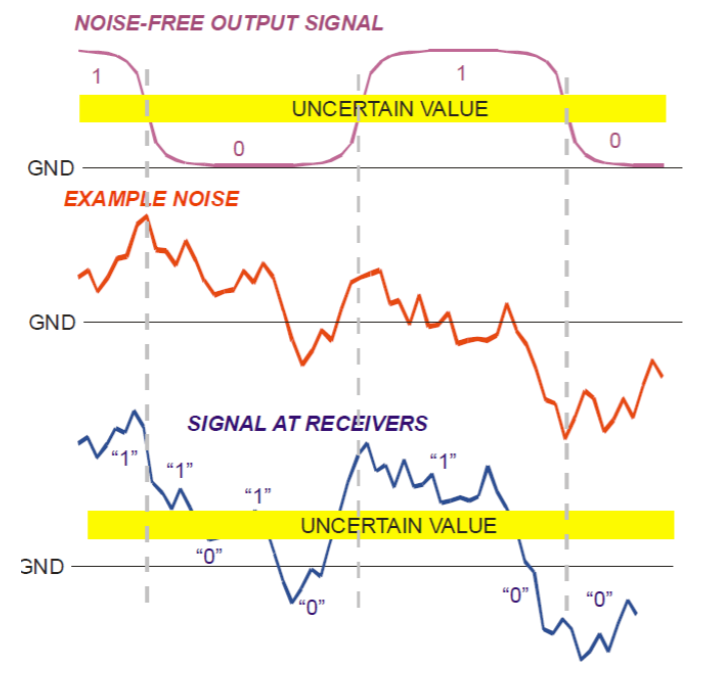 NOISE-FREE OUTPUT SIGNAL
1
1
UNCERTAIN VALUE
0
0
GND
EXAMPLE NOISE
GND
SIGNAL AT RECEIVERS
“1”
“1”
“1”
“1”
UNCERTAIN VALUE
“0”
GND
“0”
“0”
“0”